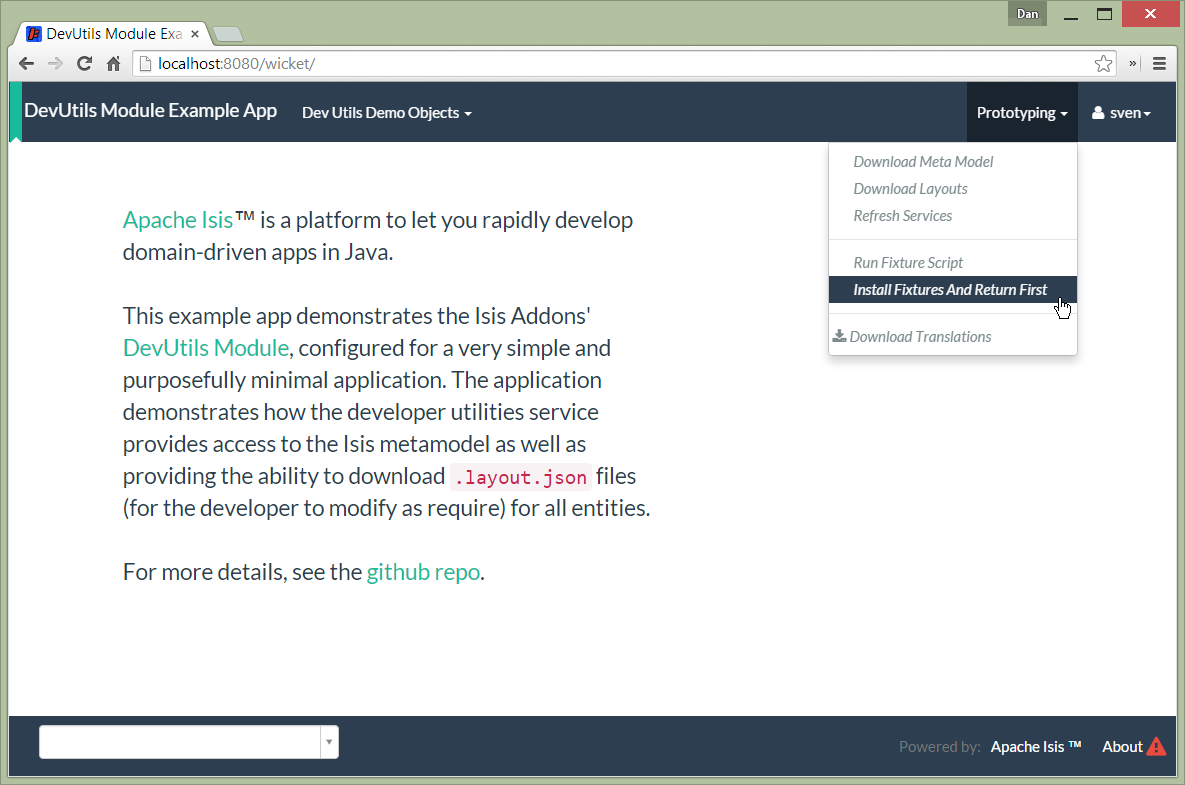 Dan
DevUtils Module Exa
localhost:8080/wicket/
DevUtils Module Example App
Dev Utils Demo Objects
Prototyping
sven
Download Meta Model
Download Layouts
Refresh Services
Run Fixture Script
Install Fixtures And Return First
Download Translations
Apache Isis™ is a platform to let you rapidly develop
domain-driven apps in Java.
This example app demonstrates the Isis Addons'
DevUtils Module, configured for a very simple and
purposefully minimal application. The application
demonstrates how the developer utilities service
provides access to the Isis metamodel as well as
providing the ability to download .layout.json files
(for the developer to modify as require) for all entities.
For more details, see the github repo.
Powered by: Apache Isis ™ About